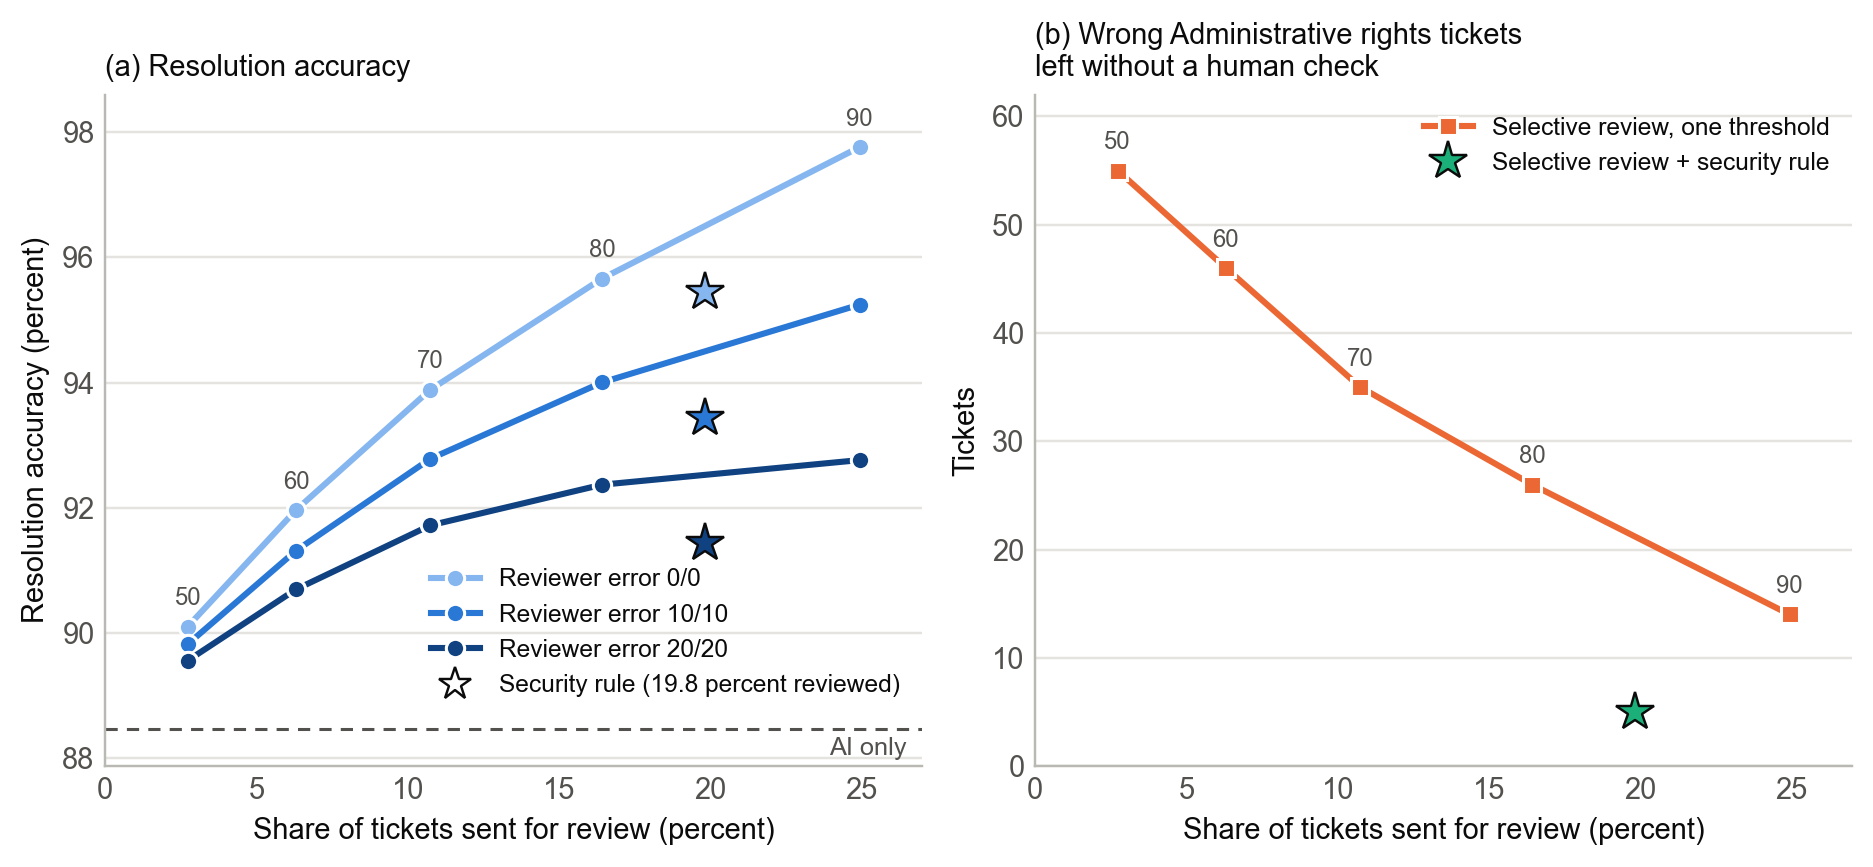 (a) Resolution accuracy
Resolution accuracy (percent)
98
96
94
92
90
88
50
60
70
80
90
Reviewer error 0/0
Reviewer error 10/10
Reviewer error 20/20
Security rule (19.8 percent reviewed)
AI only
0 5 10 15 20 25
Share of tickets sent for review (percent)
(b) Wrong Administrative rights tickets
left without a human check
Tickets
60
50
40
30
20
10
0
Selective review, one threshold
Selective review + security rule
50
60
70
80
90
0 5 10 15 20 25
Share of tickets sent for review (percent)